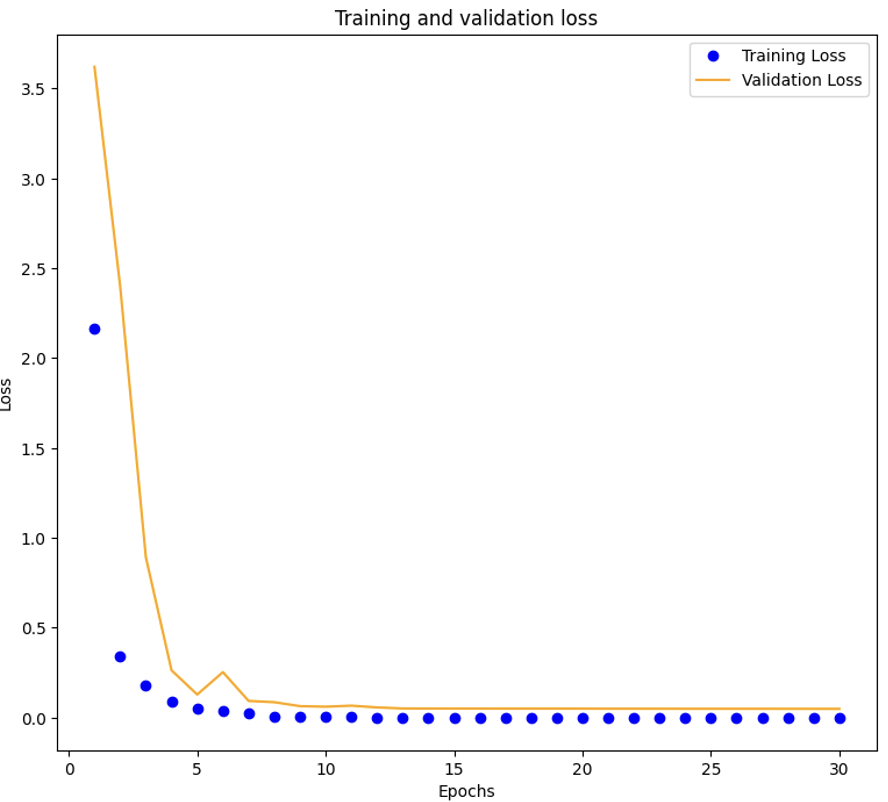 Training and validation loss
Training Loss
Validation Loss
3.5
3.0
2.5
2.0
1.5
1.0
0.5
0.0
Loss
0 5 10 15 20 25 30
Epochs